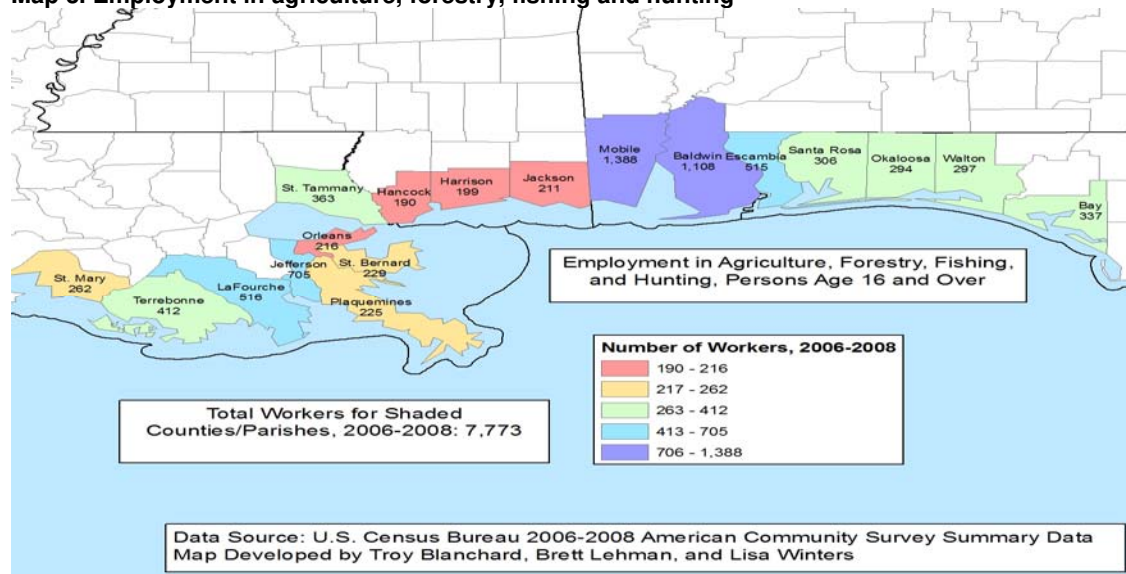 Map 3. Employment in agriculture, forestry, fishing and hunting
Mobile
1,388
Baldwin
1,108
Escambia
515
Santa Rosa
306
Okaloosa
294
Walton
297
Bay
337
St. Tammany
363
Hancock
190
Harrison
199
Jackson
211
Orleans
216
Jefferson
705
St. Bernard
229
St. Mary
262
Terrebonne
412
LaFourche
516
Plaquemines
225
Employment in Agriculture, Forestry, Fishing,
and Hunting, Persons Age 16 and Over
Number of Workers, 2006-2008
190 - 216
217 - 262
263 - 412
413 - 705
706 - 1,388
Total Workers for Shaded
Counties/Parishes, 2006-2008: 7,773
Data Source: U.S. Census Bureau 2006-2008 American Community Survey Summary Data
Map Developed by Troy Blanchard, Brett Lehman, and Lisa Winters